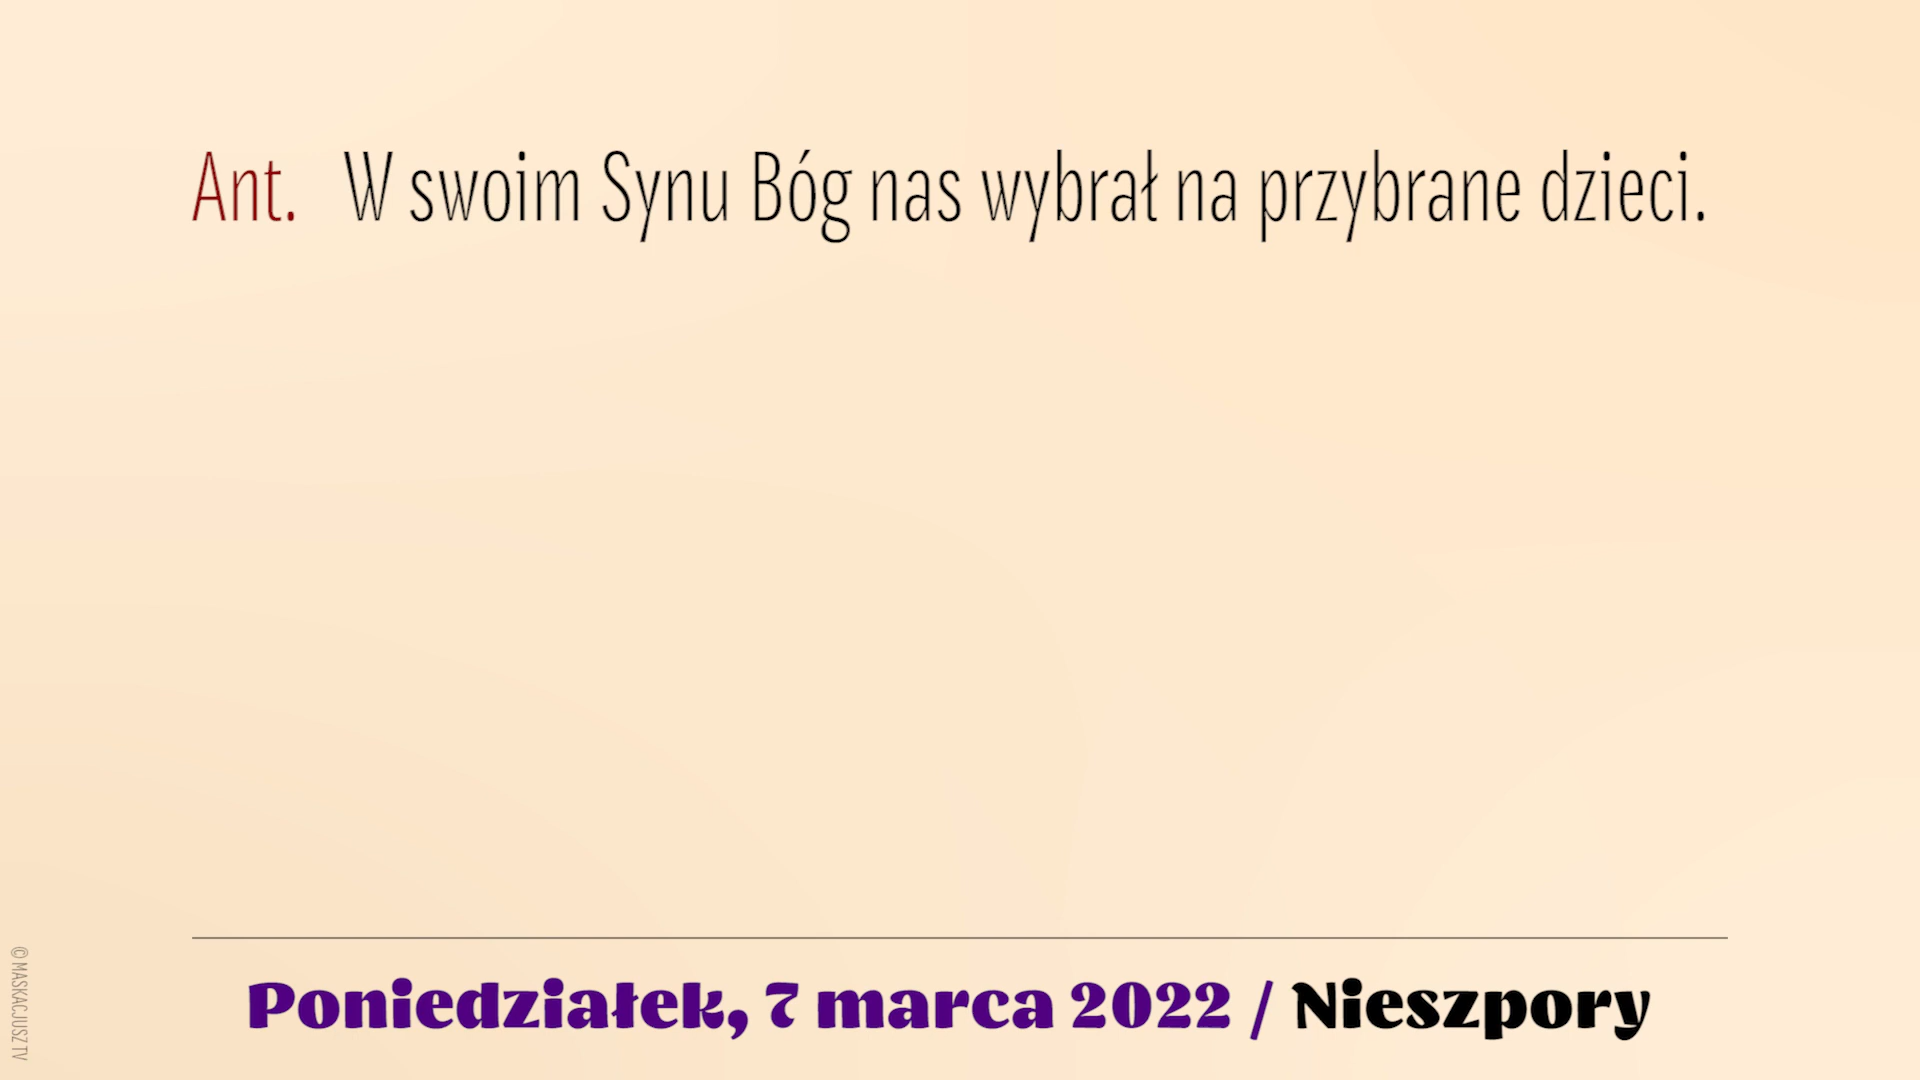 Ant. W swoim Synu Bóg nas wybrał na przybrane dzieci.
Poniedziałek, 7 marca 2022 / Nieszpory
© MASKACJUSZ TV